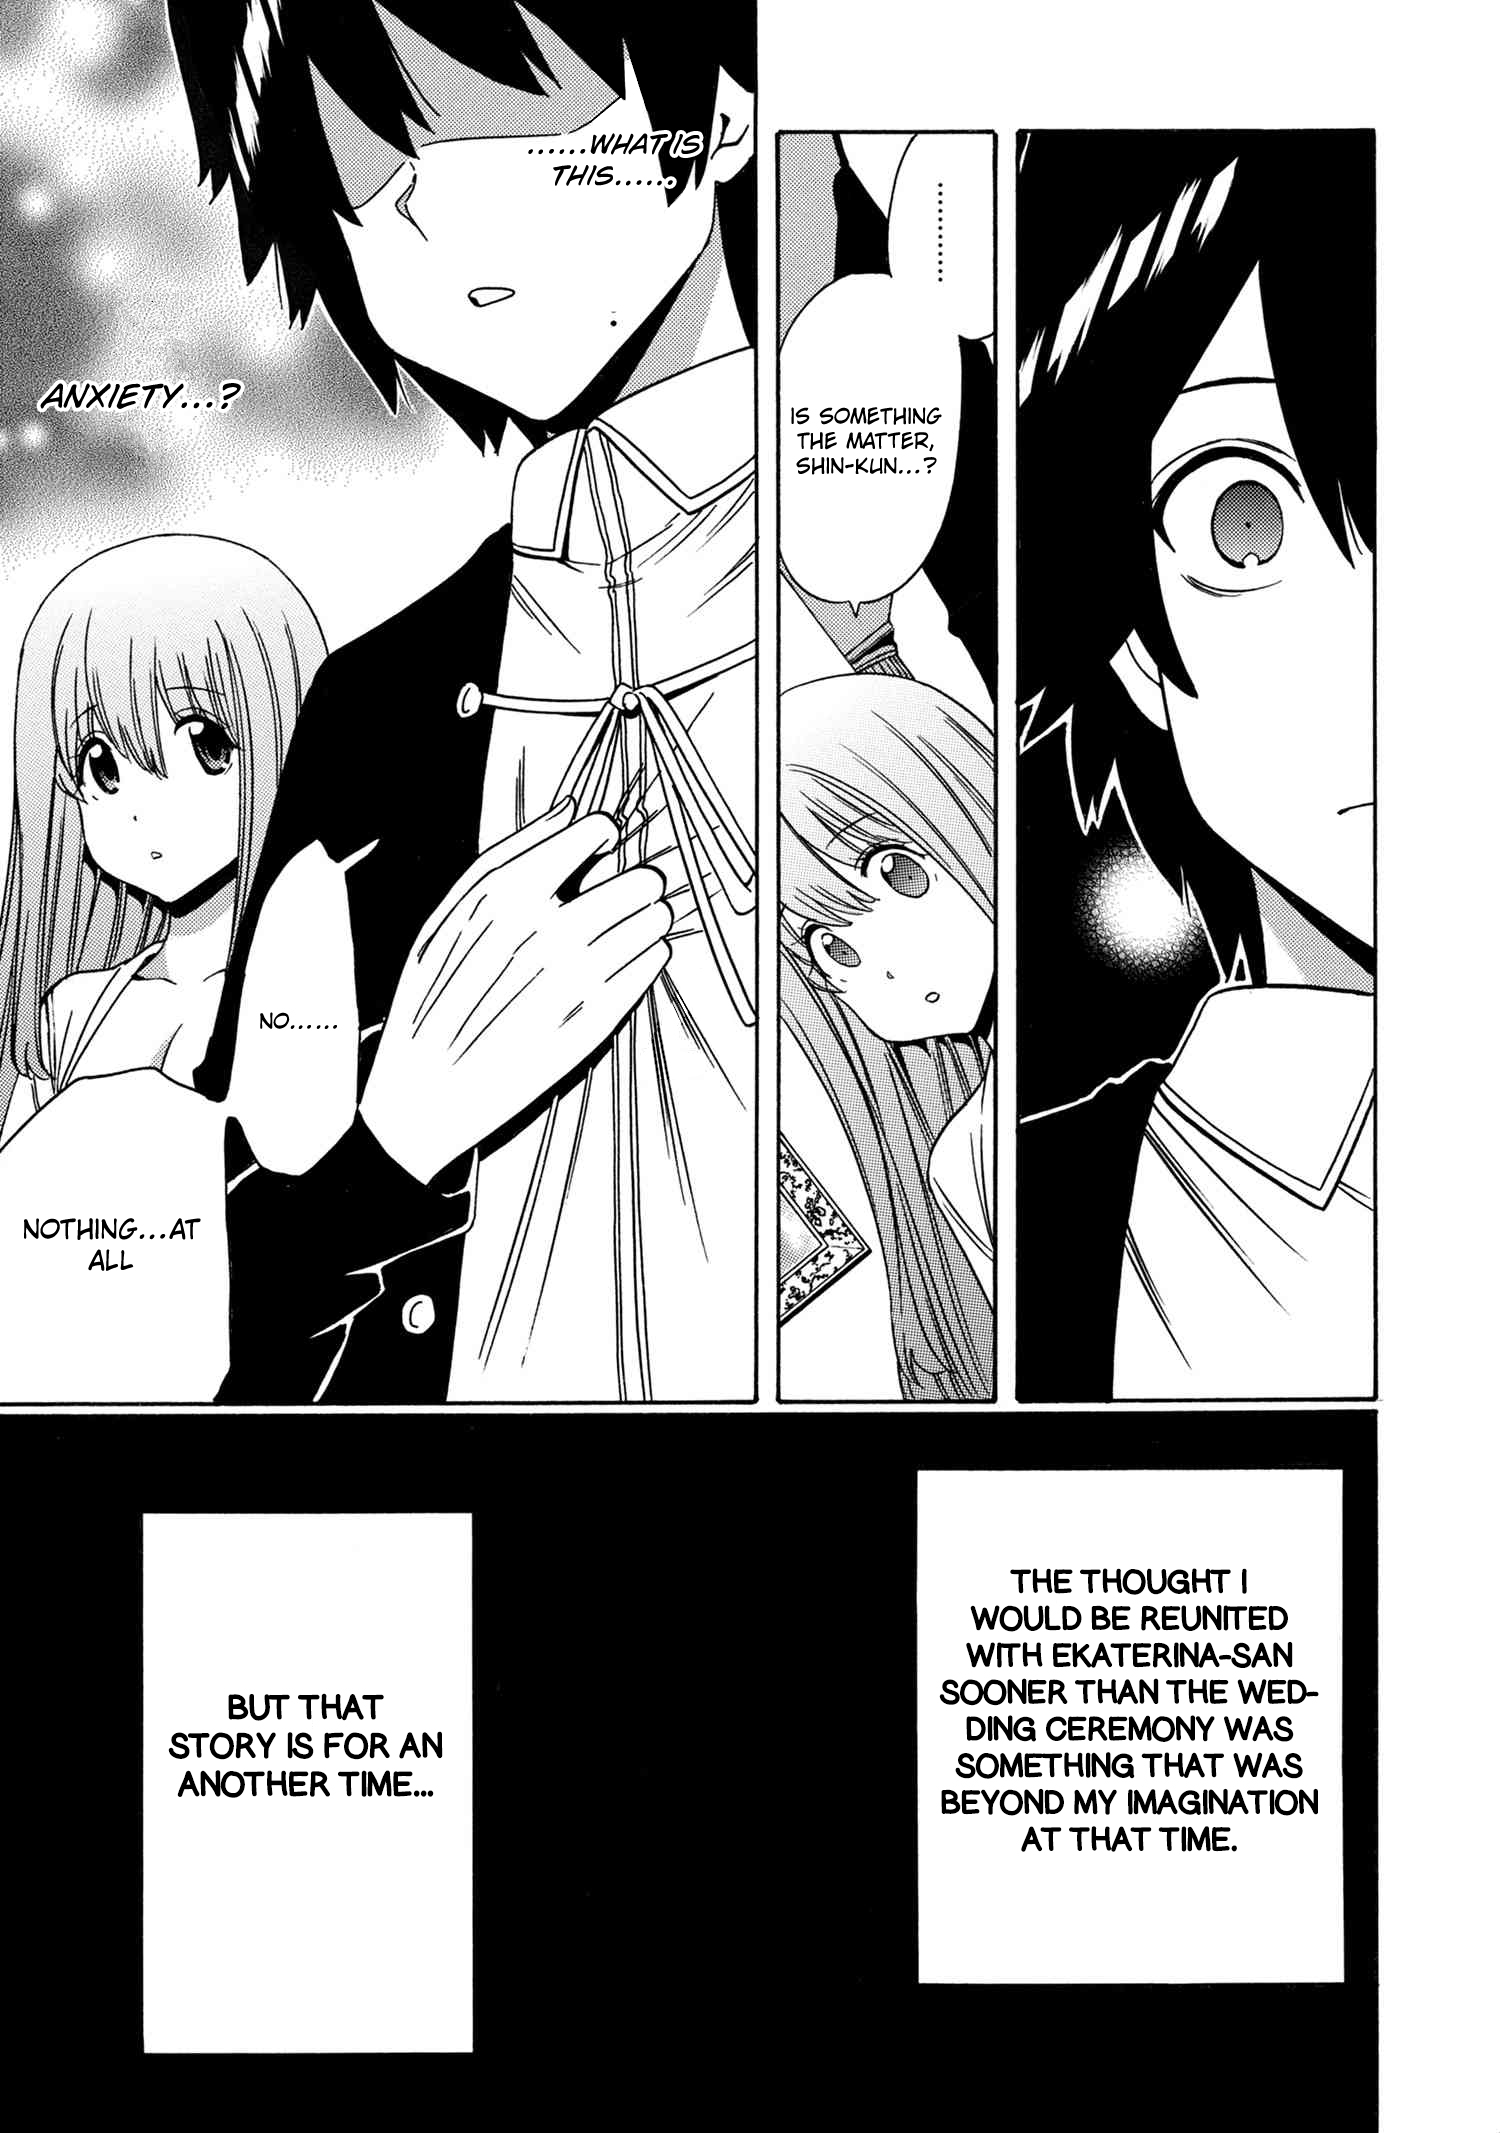 ………
IS SOMETHING
THE MATTER,
SHIN-KUN...?
......WHAT IS
THIS......
ANXIETY...?
NO......
NOTHING...AT
ALL
THE THOUGHT I
WOULD BE REUNITED
WITH EKATERINA-SAN
SOONER THAN THE WED-
DING CEREMONY WAS
SOMETHING THAT WAS
BEYOND MY IMAGINATION
AT THAT TIME.
BUT THAT
STORY IS FOR AN
ANOTHER TIME...